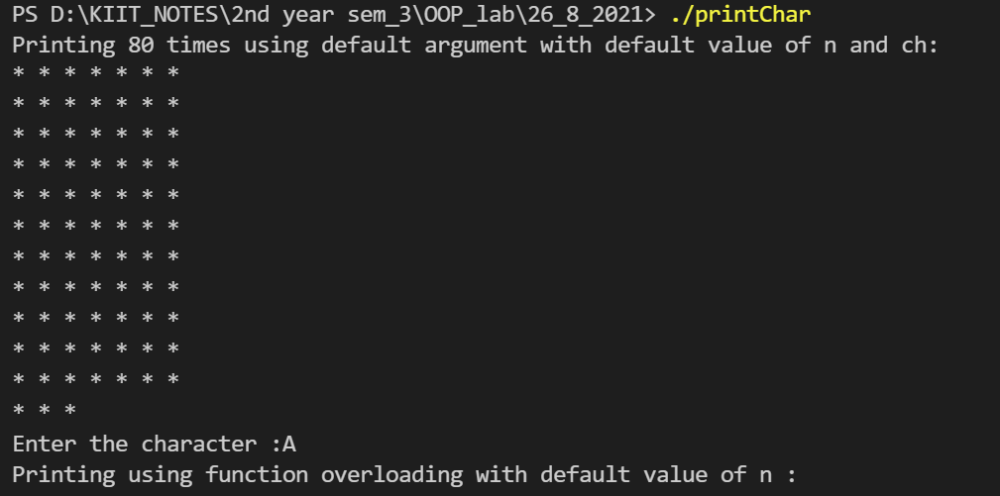 PS D:\KIIT_NOTES\2nd year sem_3\OOP_lab\26_8_2021> ./printChar
Printing 80 times using default argument with default value of n and ch:
* * * * * * *
* * * * * * *
* * * * * * *
* * * * * * *
* * * * * * *
* * * * * * *
* * * * * * *
* * * * * * *
* * * * * * *
* * * * * * *
* * * * * * *
* * *
Enter the character :A
Printing using function overloading with default value of n :